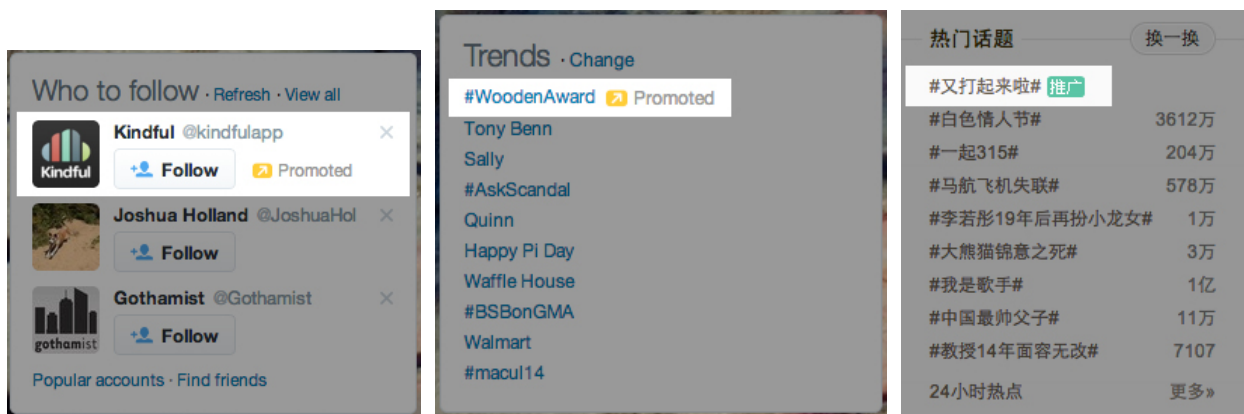 Who to follow · Refresh · View all
Kindful @kindfulapp
Kindful
Follow
Promoted
Joshua Holland @JoshuaHol
Follow
Gothamist @Gothamist
gothamist
Follow
Popular accounts · Find friends
Trends · Change
#WoodenAward Promoted
Tony Benn
Sally
#AskScandal
Quinn
Happy Pi Day
Waffle House
#BSBonGMA
Walmart
#macul14
热门话题 换一换
#又打起来啦# 推广
#白色情人节# 3612万
#一起315# 204万
#马航飞机失联# 578万
#李若彤19年后再扮小龙女# 1万
#大熊猫锦意之死# 3万
#我是歌手# 1亿
#中国最帅父子# 11万
#教授14年面容无改# 7107
24小时热点 更多»